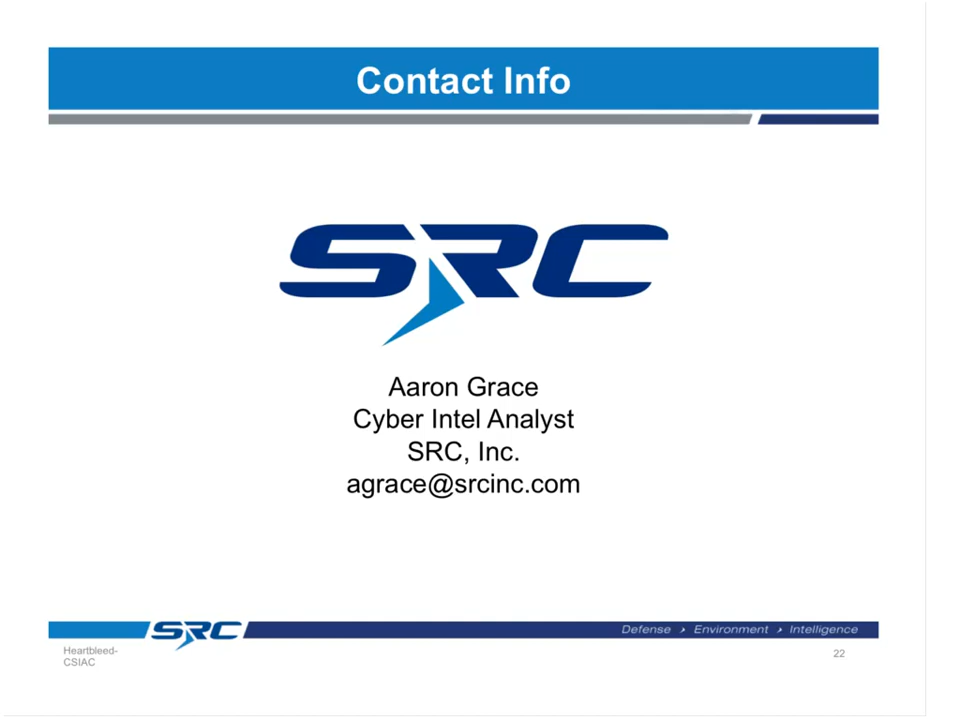 Contact Info
SRC
Aaron Grace
Cyber Intel Analyst
SRC, Inc.
agrace@srcinc.com
SRC
Defense > Environment > Intelligence
Heartbleed-
CSIAC
22